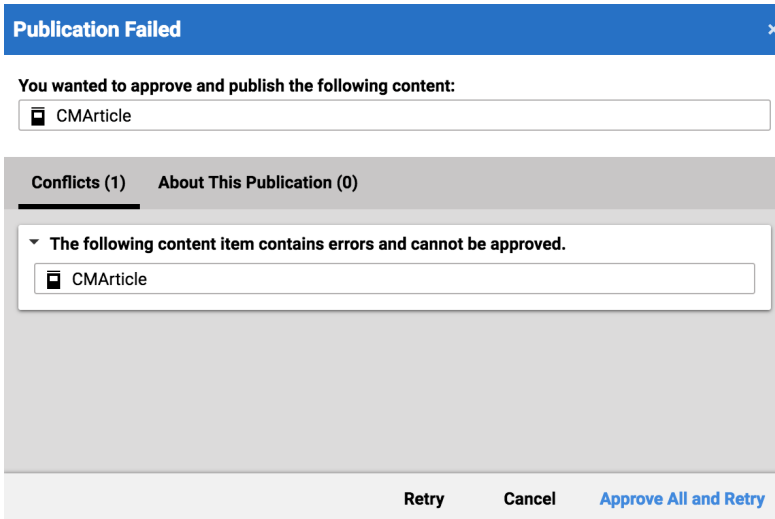 Publication Failed
You wanted to approve and publish the following content:
CMArticle
Conflicts (1) About This Publication (0)
The following content item contains errors and cannot be approved.
CMArticle
Retry Cancel Approve All and Retry